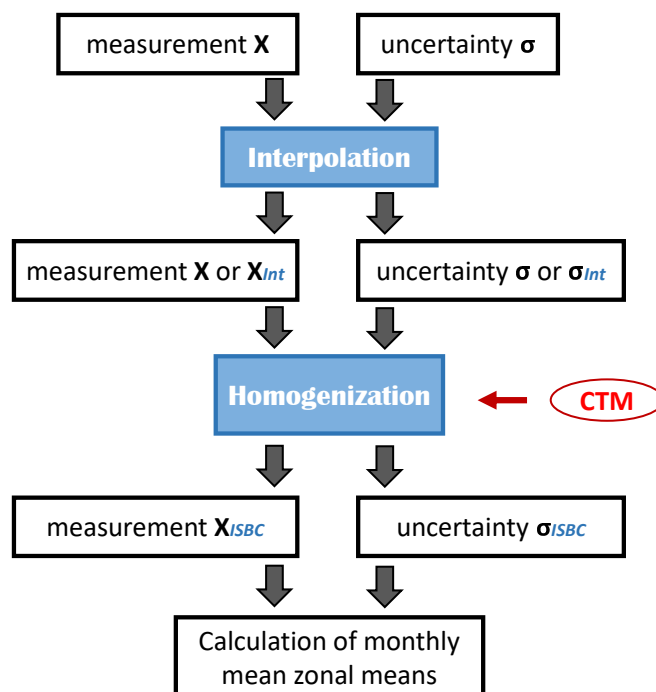 measurement X
uncertainty σ
Interpolation
measurement X or XInt
uncertainty σ or σInt
Homogenization
CTM
measurement XISBC
uncertainty σISBC
Calculation of monthly
mean zonal means